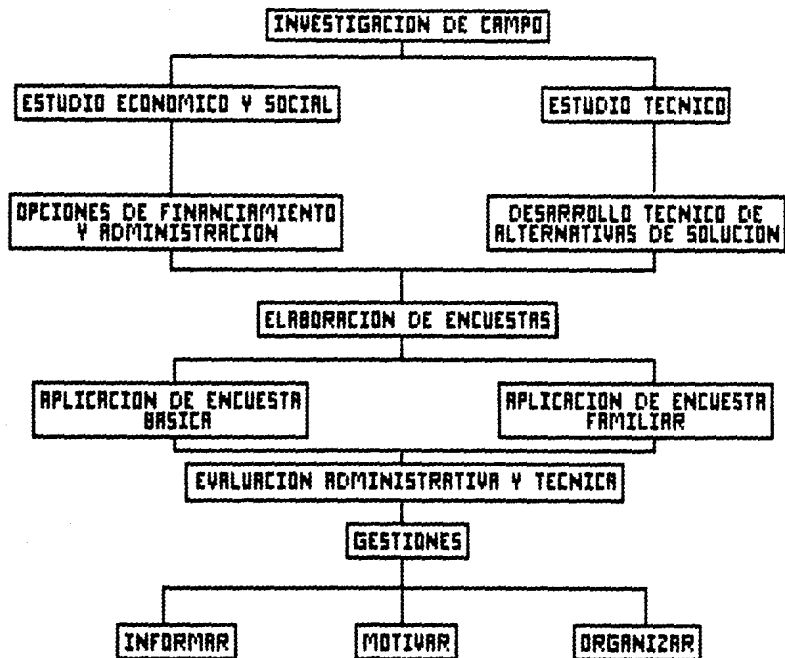 INVESTIGACION DE CAMPO
ESTUDIO ECONOMICO Y SOCIAL
ESTUDIO TECNICO
OPCIONES DE FINANCIAMIENTO
Y ADMINISTRACION
DESARROLLO TECNICO DE
ALTERNATIVAS DE SOLUCION
ELABORACION DE ENCUESTAS
APLICACION DE ENCUESTA
BASICA
APLICACION DE ENCUESTA
FAMILIAR
EVALUACION ADMINISTRATIVA Y TECNICA
GESTIONES
INFORMAR
MOTIVAR
ORGANIZAR